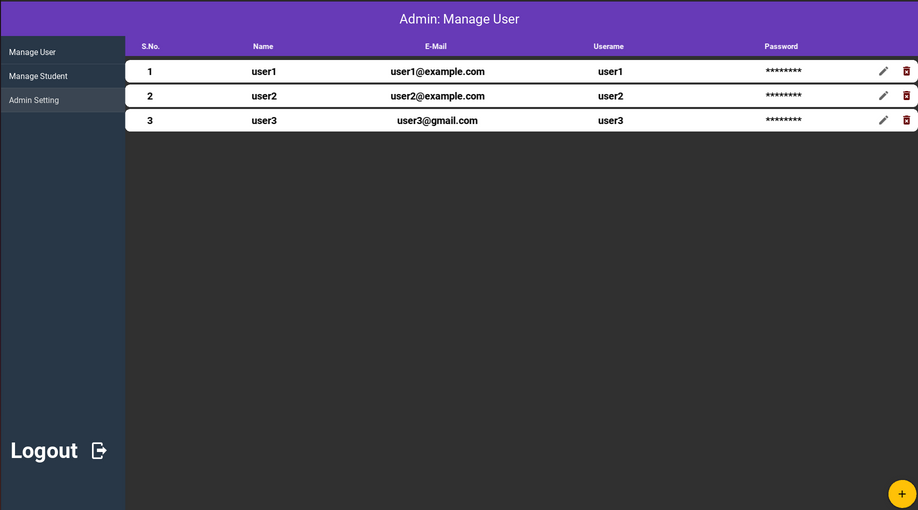 Admin: Manage User
S.No. Name E-Mail Userame Password
Manage User
Manage Student
Admin Setting
1 user1 user1@example.com user1 ********
2 user2 user2@example.com user2 ********
3 user3 user3@gmail.com user3 ********
Logout
+